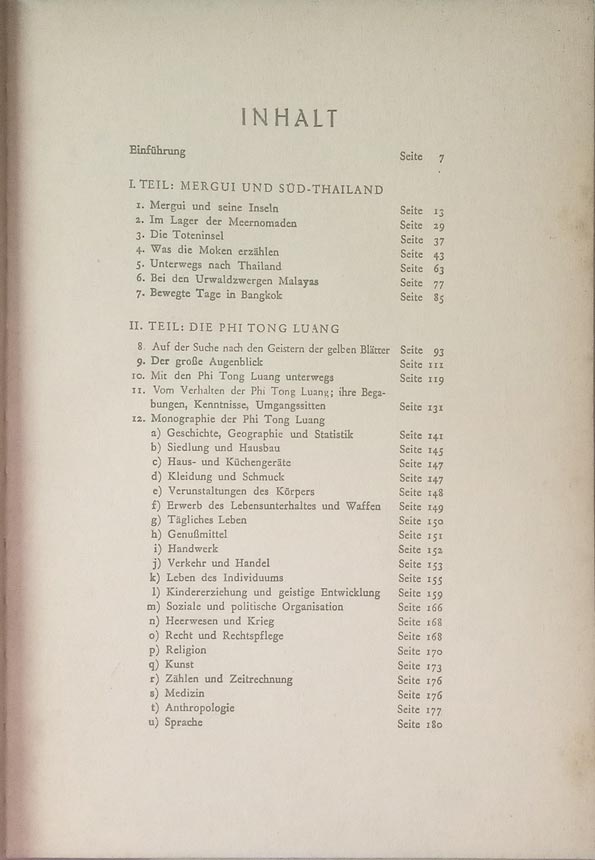 INHALT
Einführung Seite 7
I. TEIL: MERGUI UND SÜD-THAILAND
1. Mergui und seine Inseln Seite 13
2. Im Lager der Meernomaden Seite 29
3. Die Toteninsel Seite 37
4. Was die Moken erzählen Seite 43
5. Unterwegs nach Thailand Seite 63
6. Bei den Urwaldzwergen Malayas Seite 77
7. Bewegte Tage in Bangkok Seite 85
II. TEIL: DIE PHI TONG LUANG
8. Auf der Suche nach den Geistern der gelben Blätter Seite 93
9. Der große Augenblick Seite 111
10. Mit den Phi Tong Luang unterwegs Seite 119
11. Vom Verhalten der Phi Tong Luang; ihre Bega-
bungen, Kenntnisse, Umgangssitten Seite 131
12. Monographie der Phi Tong Luang
a) Geschichte, Geographie und Statistik Seite 141
b) Siedlung und Hausbau Seite 145
c) Haus- und Küchengeräte Seite 147
d) Kleidung und Schmuck Seite 147
e) Verunstaltungen des Körpers Seite 148
f) Erwerb des Lebensunterhaltes und Waffen Seite 149
g) Tägliches Leben Seite 150
h) Genußmittel Seite 151
i) Handwerk Seite 152
j) Verkehr und Handel Seite 153
k) Leben des Individuums Seite 155
l) Kindererziehung und geistige Entwicklung Seite 159
m) Soziale und politische Organisation Seite 166
n) Heerwesen und Krieg Seite 168
o) Recht und Rechtspflege Seite 168
p) Religion Seite 170
q) Kunst Seite 173
r) Zählen und Zeitrechnung Seite 176
s) Medizin Seite 176
t) Anthropologie Seite 177
u) Sprache Seite 180